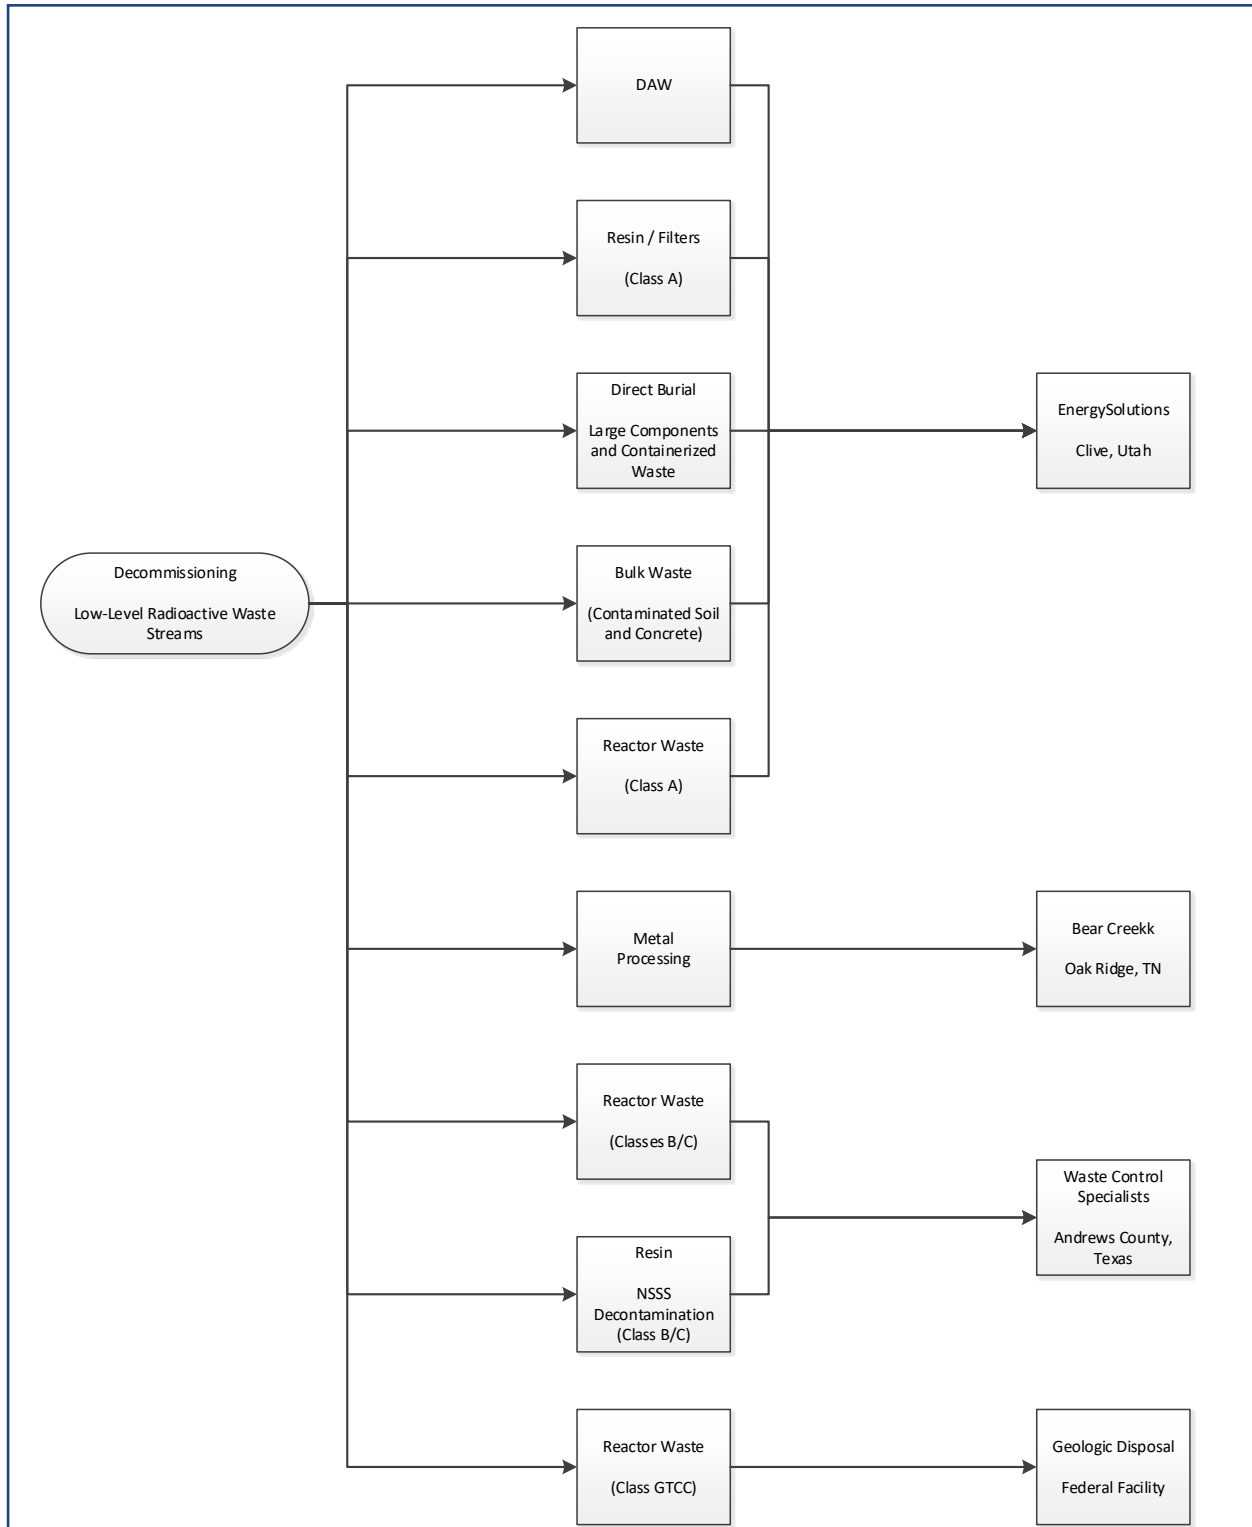 DAW
Resin / Filters
(Class A)
Direct Burial
Large Components
and Containerized
Waste
EnergySolutions
Clive, Utah
Decommissioning
Low-Level Radioactive Waste
Streams
Bulk Waste
(Contaminated Soil
and Concrete)
Reactor Waste
(Class A)
Metal
Processing
Bear Creekk
Oak Ridge, TN
Reactor Waste
(Classes B/C)
Waste Control
Specialists
Andrews County,
Texas
Resin
NSSS
Decontamination
(Class B/C)
Reactor Waste
(Class GTCC)
Geologic Disposal
Federal Facility